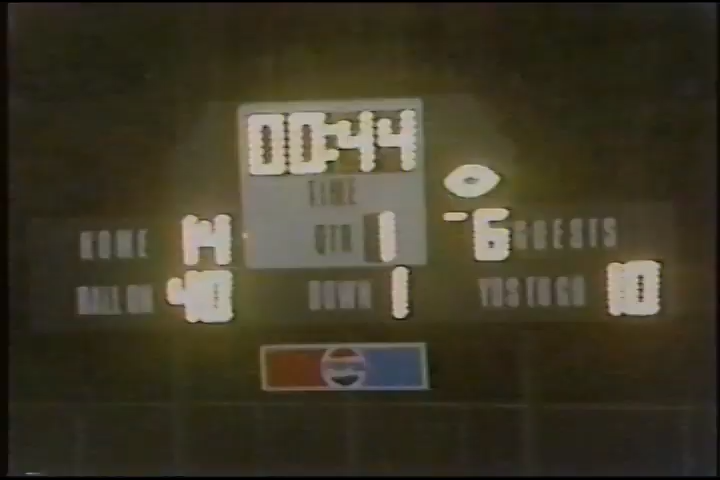 00:44
TIME
HOME 14 QTR 1 6 GUESTS
BALL ON 40 DOWN 1 YDS TO GO 10